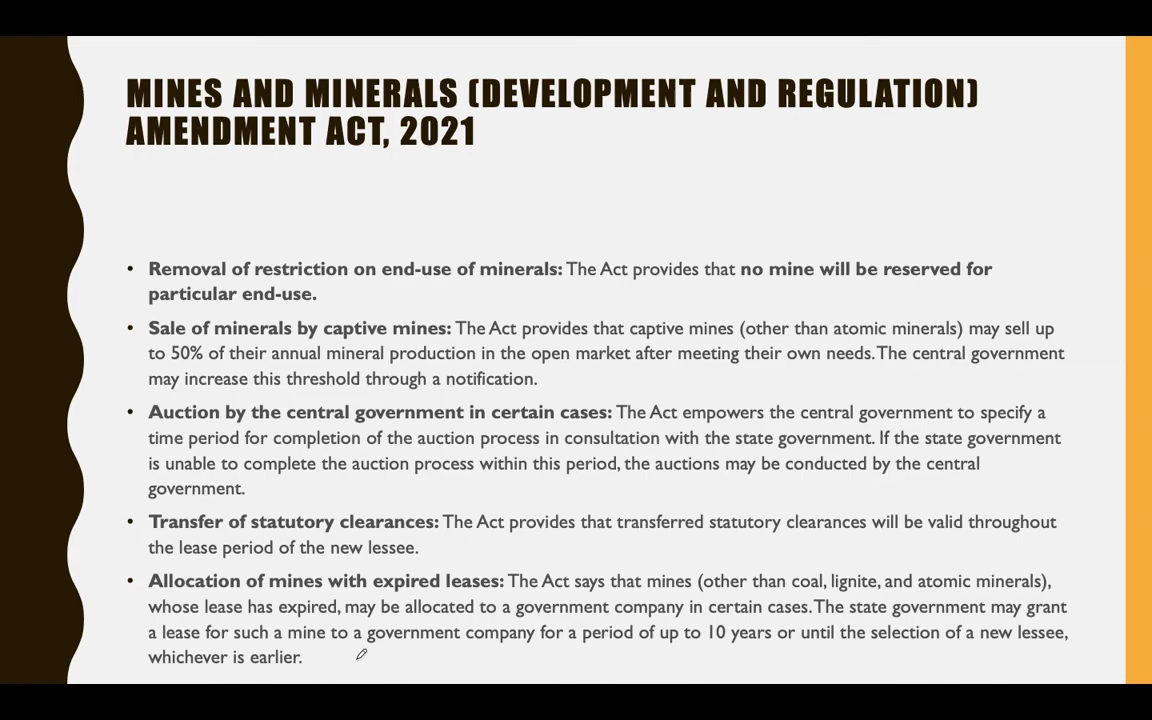 MINES AND MINERALS (DEVELOPMENT AND REGULATION)
AMENDMENT ACT, 2021
• Removal of restriction on end-use of minerals: The Act provides that no mine will be reserved for
particular end-use.
• Sale of minerals by captive mines: The Act provides that captive mines (other than atomic minerals) may sell up
to 50% of their annual mineral production in the open market after meeting their own needs. The central government
may increase this threshold through a notification.
• Auction by the central government in certain cases: The Act empowers the central government to specify a
time period for completion of the auction process in consultation with the state government. If the state government
is unable to complete the auction process within this period, the auctions may be conducted by the central
government.
• Transfer of statutory clearances: The Act provides that transferred statutory clearances will be valid throughout
the lease period of the new lessee.
• Allocation of mines with expired leases: The Act says that mines (other than coal, lignite, and atomic minerals),
whose lease has expired, may be allocated to a government company in certain cases. The state government may grant
a lease for such a mine to a government company for a period of up to 10 years or until the selection of a new lessee,
whichever is earlier.